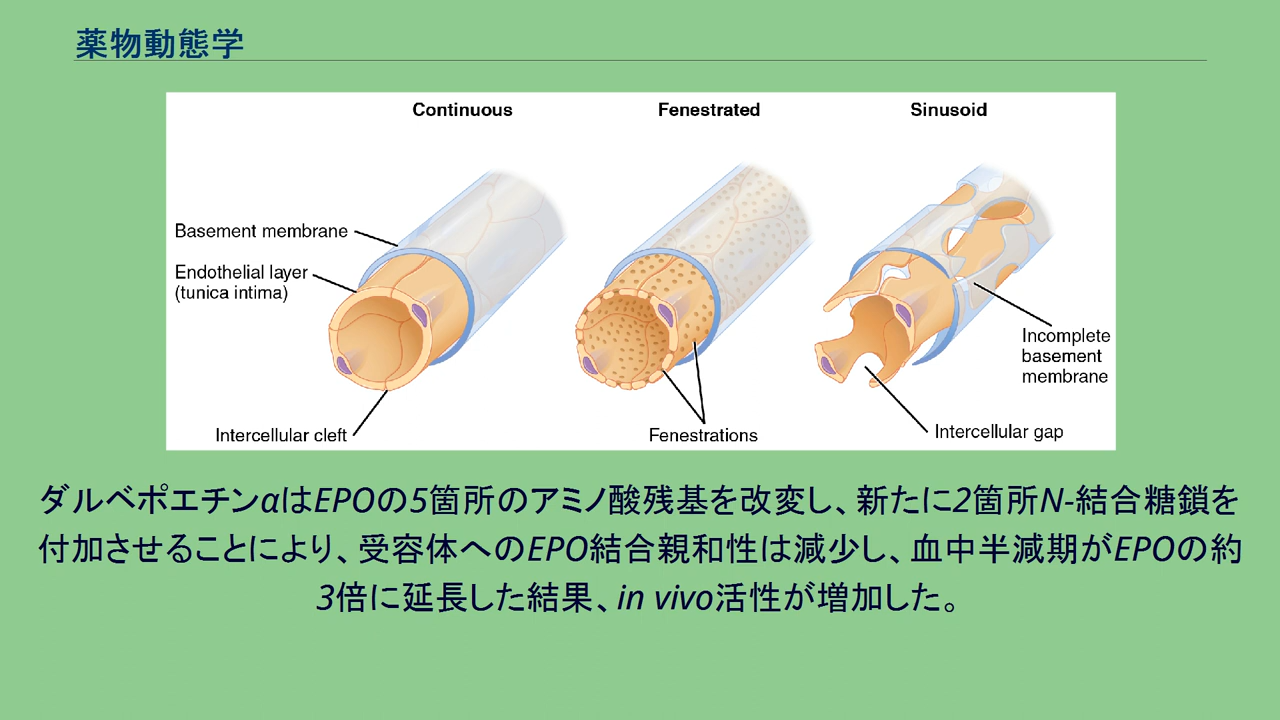 薬物動態学
Continuous
Fenestrated
Sinusoid
Basement membrane
Endothelial layer
(tunica intima)
Incomplete
basement
membrane
Intercellular cleft
Fenestrations
Intercellular gap
ダルベポエチンαはEPOの5箇所のアミノ酸残基を改変し、新たに2箇所N-結合糖鎖を
付加させることにより、受容体へのEPO結合親和性は減少し、血中半減期がEPOの約
3倍に延長した結果、in vivo活性が増加した。